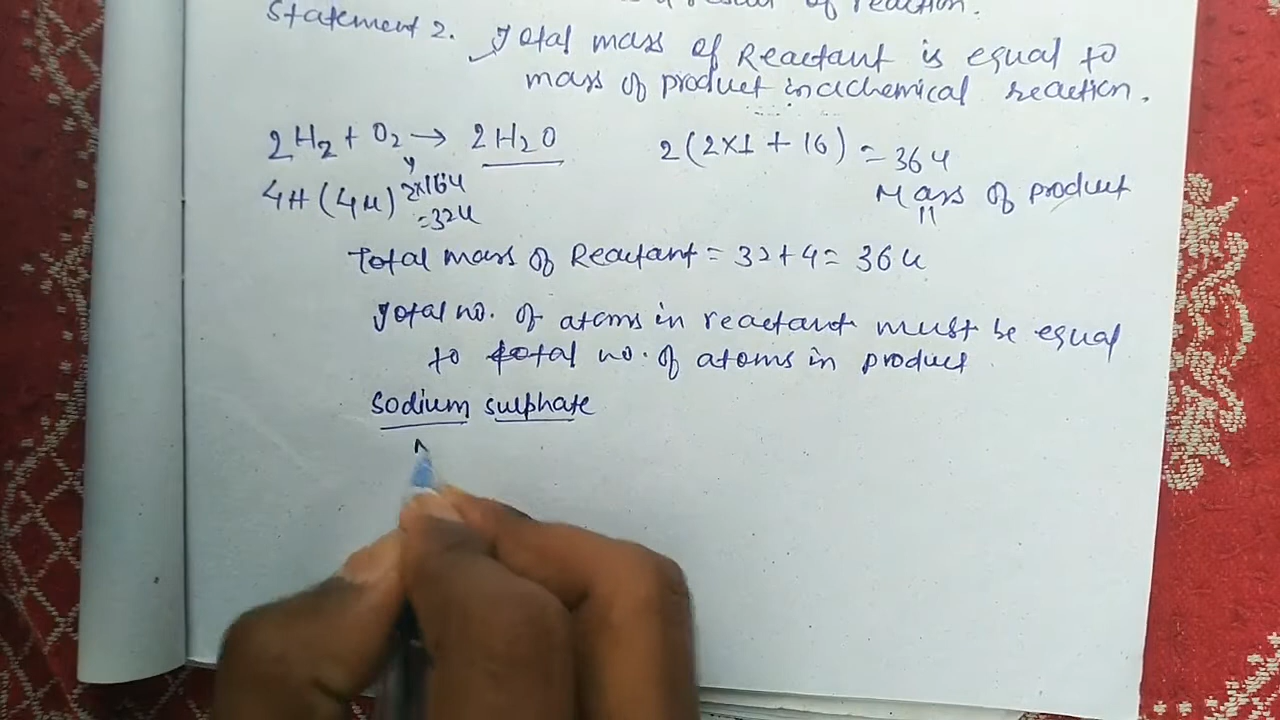 of reaction.
Statement 2. Total mass of Reactant is equal to
mass of product in a chemical reaction.
2H₂ + O₂ → 2H₂O 2(2×1 + 16) = 36u
4H(4u) 2×16u Mass of product
=32u
Total mass of Reactant = 32+4= 36u
Total no. of atoms in reactant must be equal
to total no. of atoms in product
Sodium sulphate